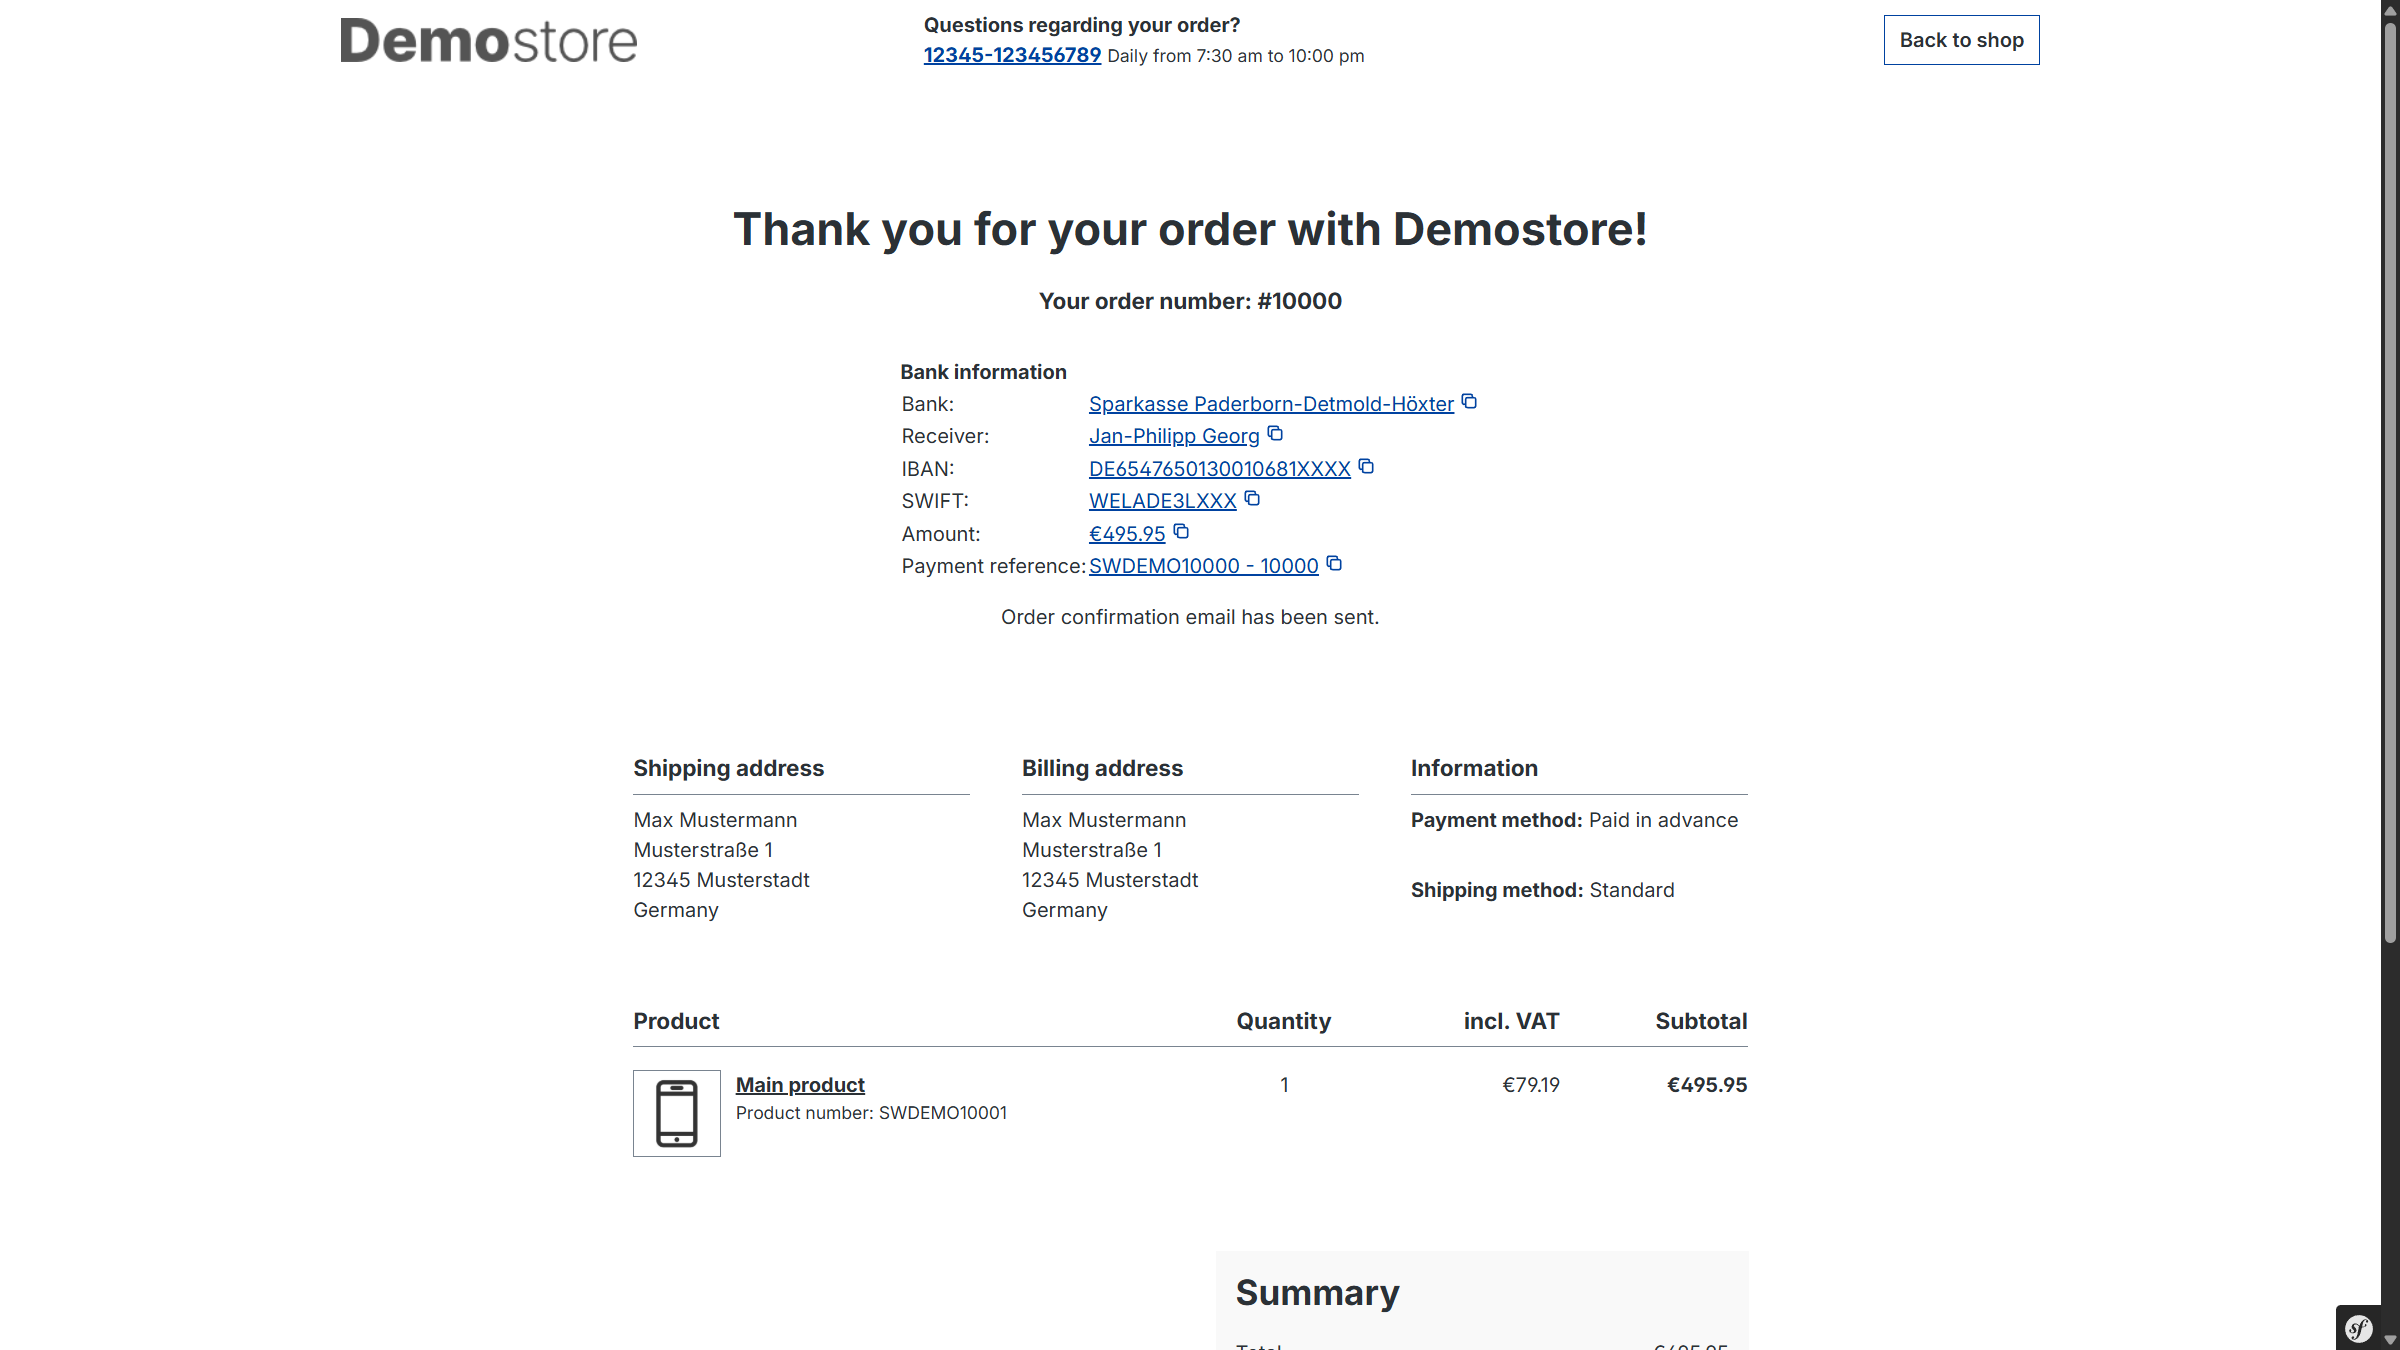 Demostore
Questions regarding your order?
12345-123456789 Daily from 7:30 am to 10:00 pm
Back to shop
Thank you for your order with Demostore!
Your order number: #10000
Bank information
Bank: Sparkasse Paderborn-Detmold-Höxter
Receiver: Jan-Philipp Georg
IBAN: DE6547650130010681XXXX
SWIFT: WELADE3LXXX
Amount: €495.95
Payment reference: SWDEMO10000 - 10000
Order confirmation email has been sent.
Shipping address
Max Mustermann
Musterstraße 1
12345 Musterstadt
Germany
Billing address
Max Mustermann
Musterstraße 1
12345 Musterstadt
Germany
Information
Payment method: Paid in advance
Shipping method: Standard
Product Quantity incl. VAT Subtotal
Main product 1 €79.19 €495.95
Product number: SWDEMO10001
Summary
Total €495.95
sf